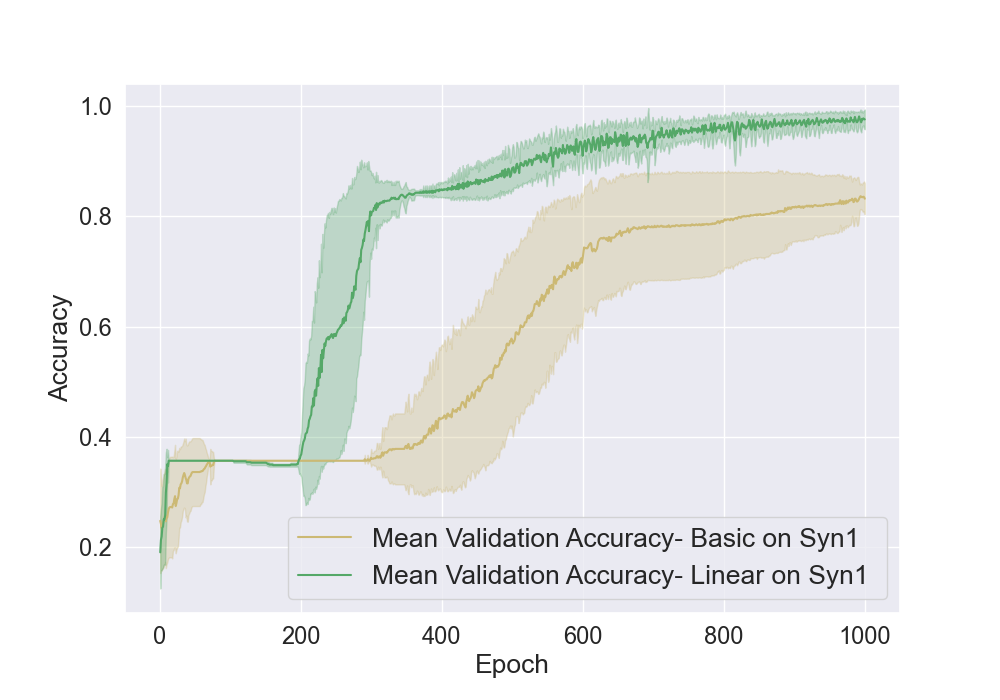 1.0
0.8
0.6
0.4
0.2
Accuracy
Mean Validation Accuracy- Basic on Syn1
Mean Validation Accuracy- Linear on Syn1
0 200 400 600 800 1000
Epoch